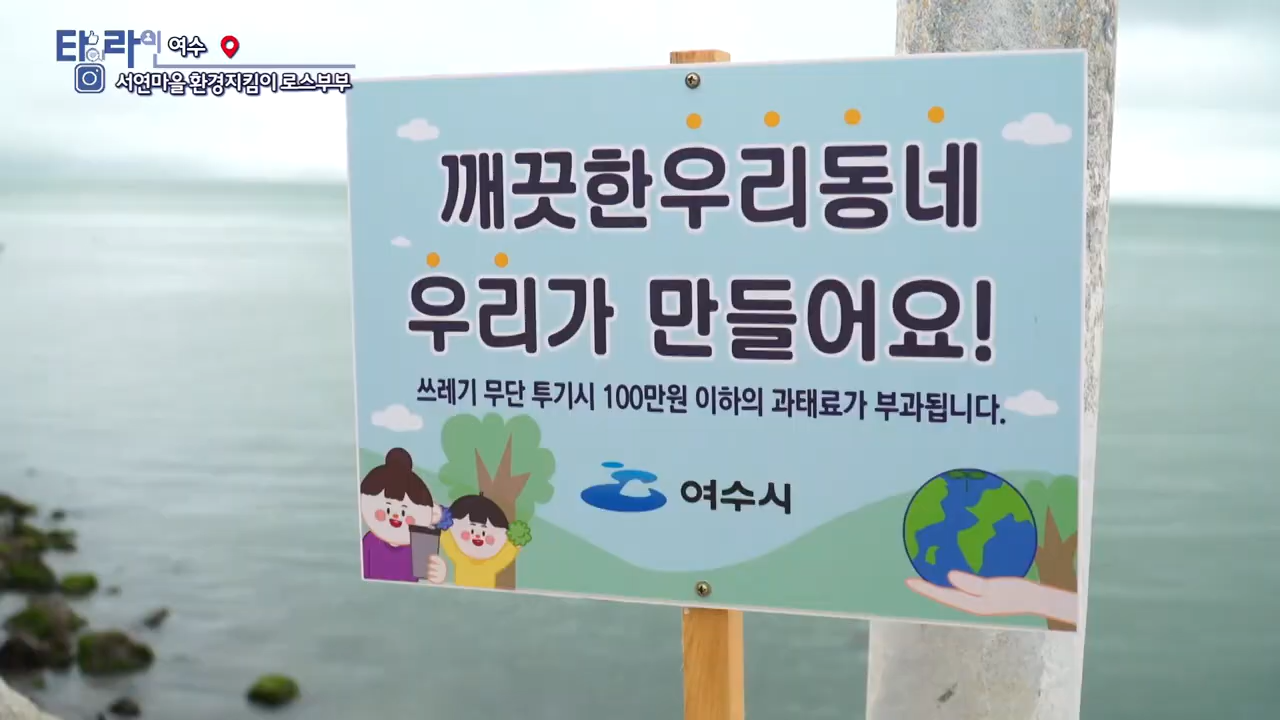 타라 여수
서연마을 환경지킴이 로스부부
깨끗한우리동네
우리가 만들어요!
쓰레기 무단 투기시 100만원 이하의 과태료가 부과됩니다.
여수시